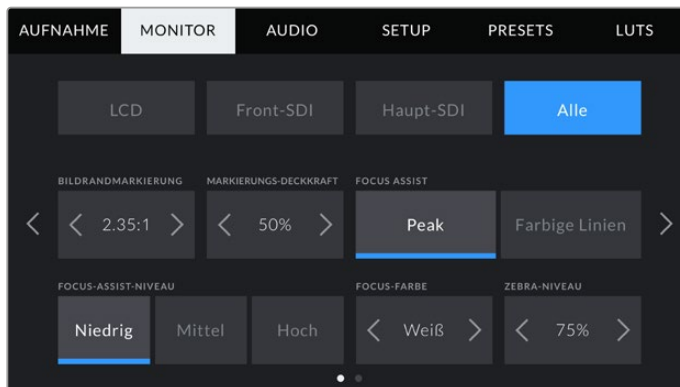 AUFNAHME MONITOR AUDIO SETUP PRESETS LUTS
LCD Front-SDI Haupt-SDI Alle
BILDRANDMARKIERUNG MARKIERUNGS-DECKKRAFT FOCUS ASSIST
2.35:1 50% Peak Farbige Linien
FOCUS-ASSIST-NIVEAU FOCUS-FARBE ZEBRA-NIVEAU
Niedrig Mittel Hoch Weiß 75%